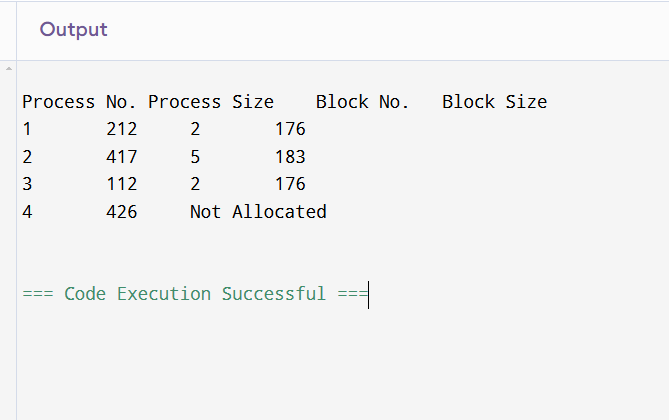 Output
Process No. Process Size    Block No.   Block Size
1       212     2       176
2       417     5       183
3       112     2       176
4       426     Not Allocated
=== Code Execution Successful ===